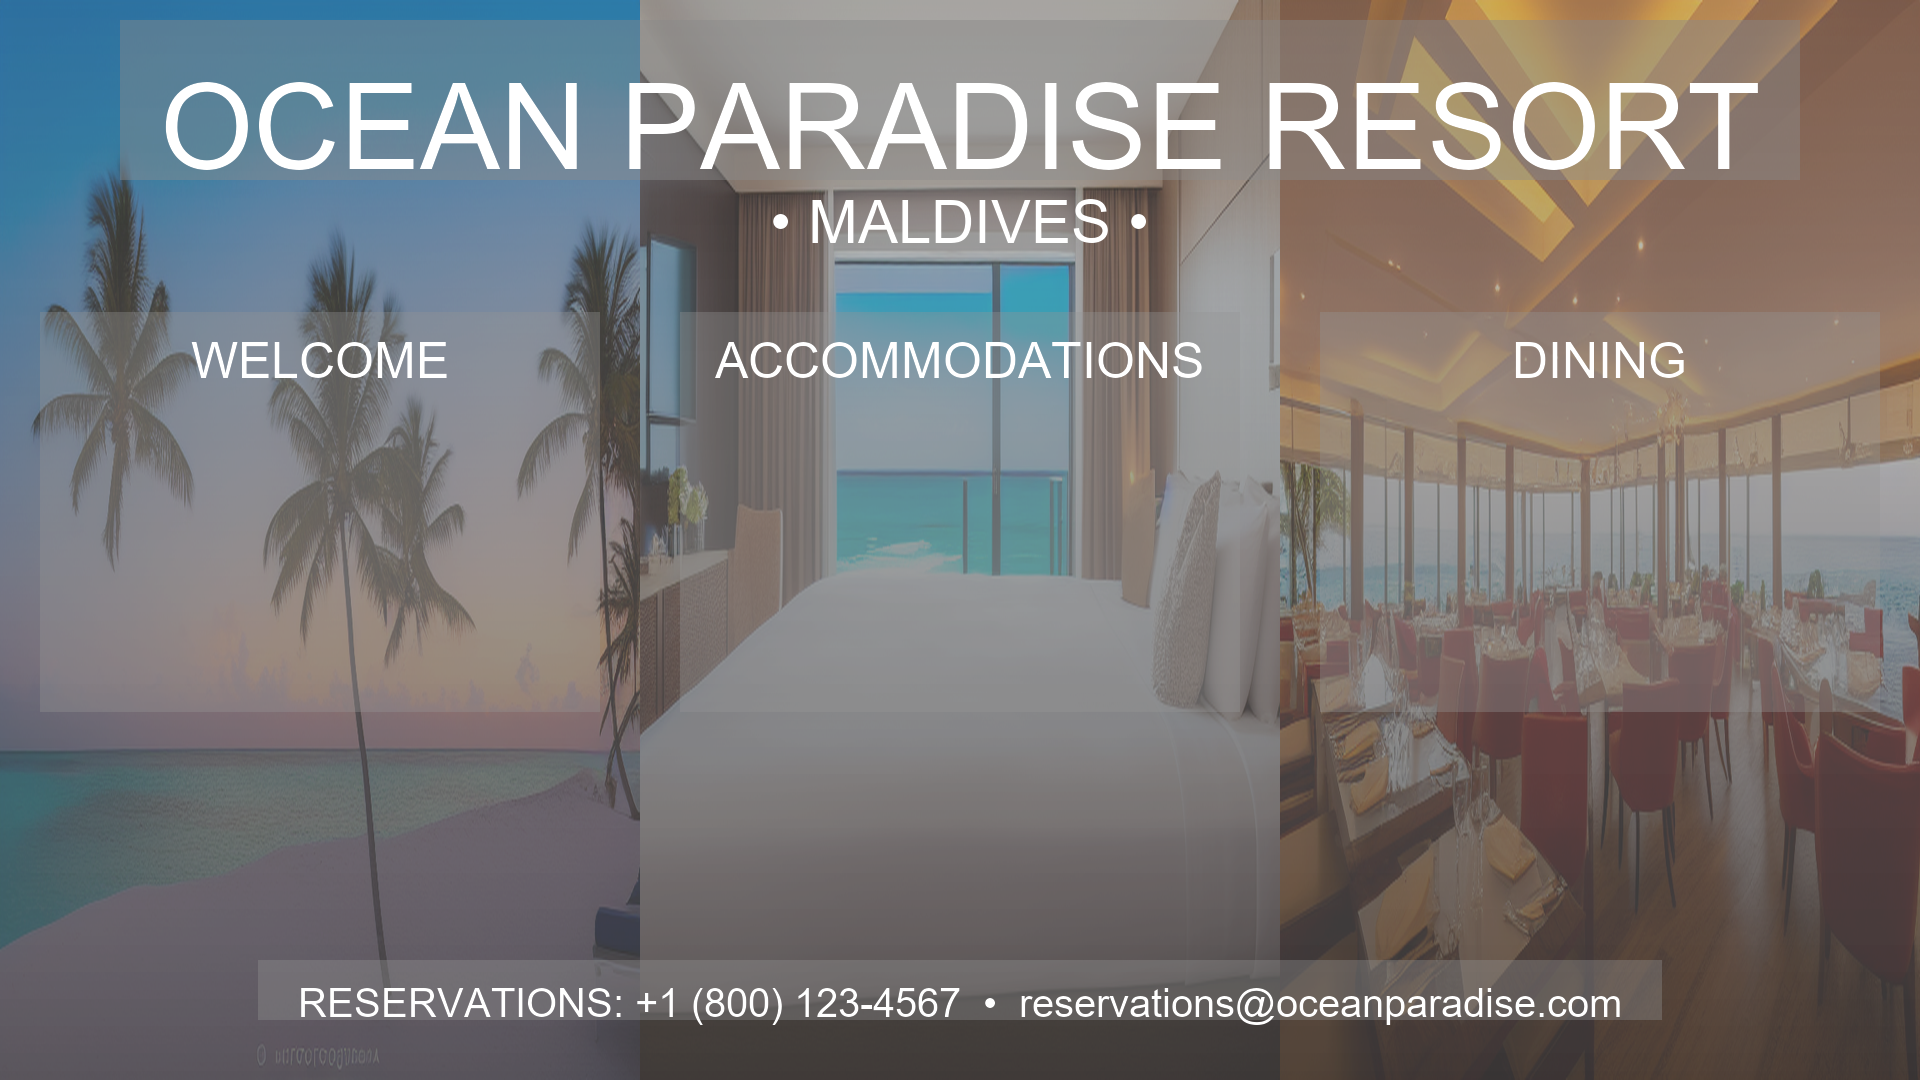 OCEAN PARADISE RESORT
• MALDIVES •
WELCOME
ACCOMMODATIONS
DINING
RESERVATIONS: +1 (800) 123-4567 • reservations@oceanparadise.com